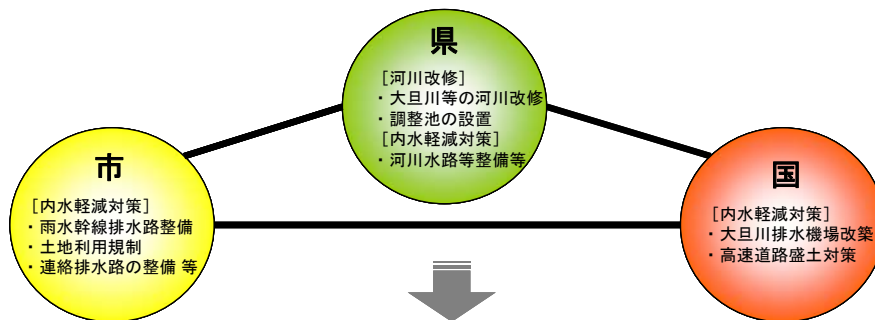 県
［河川改修］
・大旦川等の河川改修
・調整池の設置
［内水軽減対策］
・河川水路等整備等
市
［内水軽減対策］
・雨水幹線排水路整備
・土地利用規制
・連絡排水路の整備 等
国
［内水軽減対策］
・大旦川排水機場改築
・高速道路盛土対策